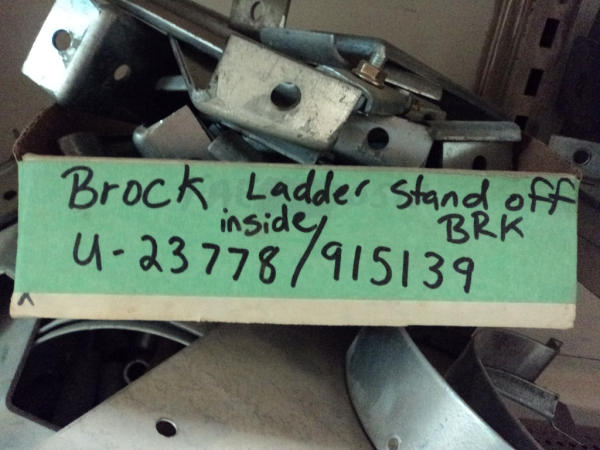 Brock Ladder Stand off
inside BRK
U-23778/915139